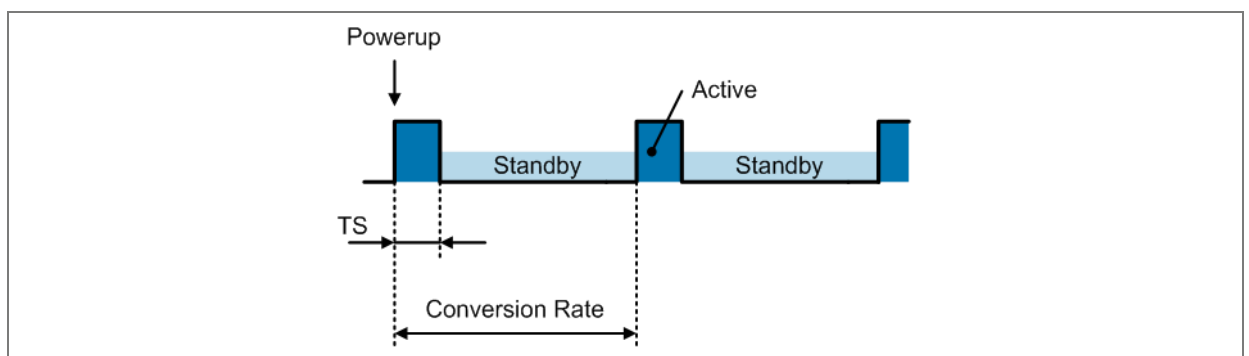 Powerup
Active
Standby
Standby
TS
Conversion Rate